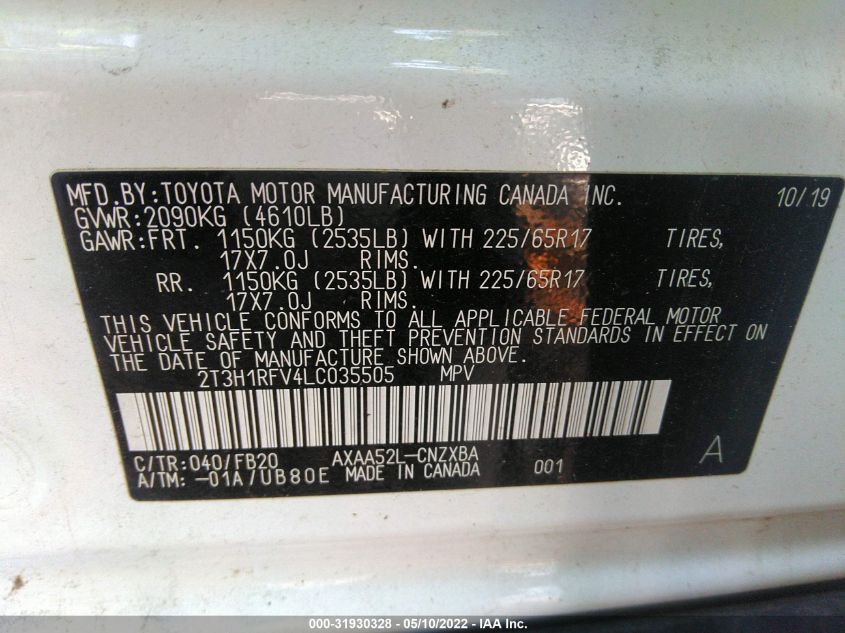 MFD.BY:TOYOTA MOTOR MANUFACTURING CANADA INC. 10/19
GVWR:2090KG (4610LB)
GAWR:FRT. 1150KG (2535LB) WITH 225/65R17 TIRES,
17X7.0J RIMS.
RR. 1150KG (2535LB) WITH 225/65R17 TIRES,
17X7.0J RIMS.
THIS VEHICLE CONFORMS TO ALL APPLICABLE FEDERAL MOTOR
VEHICLE SAFETY AND THEFT PREVENTION STANDARDS IN EFFECT ON
THE DATE OF MANUFACTURE SHOWN ABOVE.
2T3H1RFV4LC035505 MPV
C/TR:040/FB20 AXAA52L-CNZXBA
A/TM: -01A/UB80E MADE IN CANADA 001 A
000-31930328 - 05/10/2022 - IAA Inc.